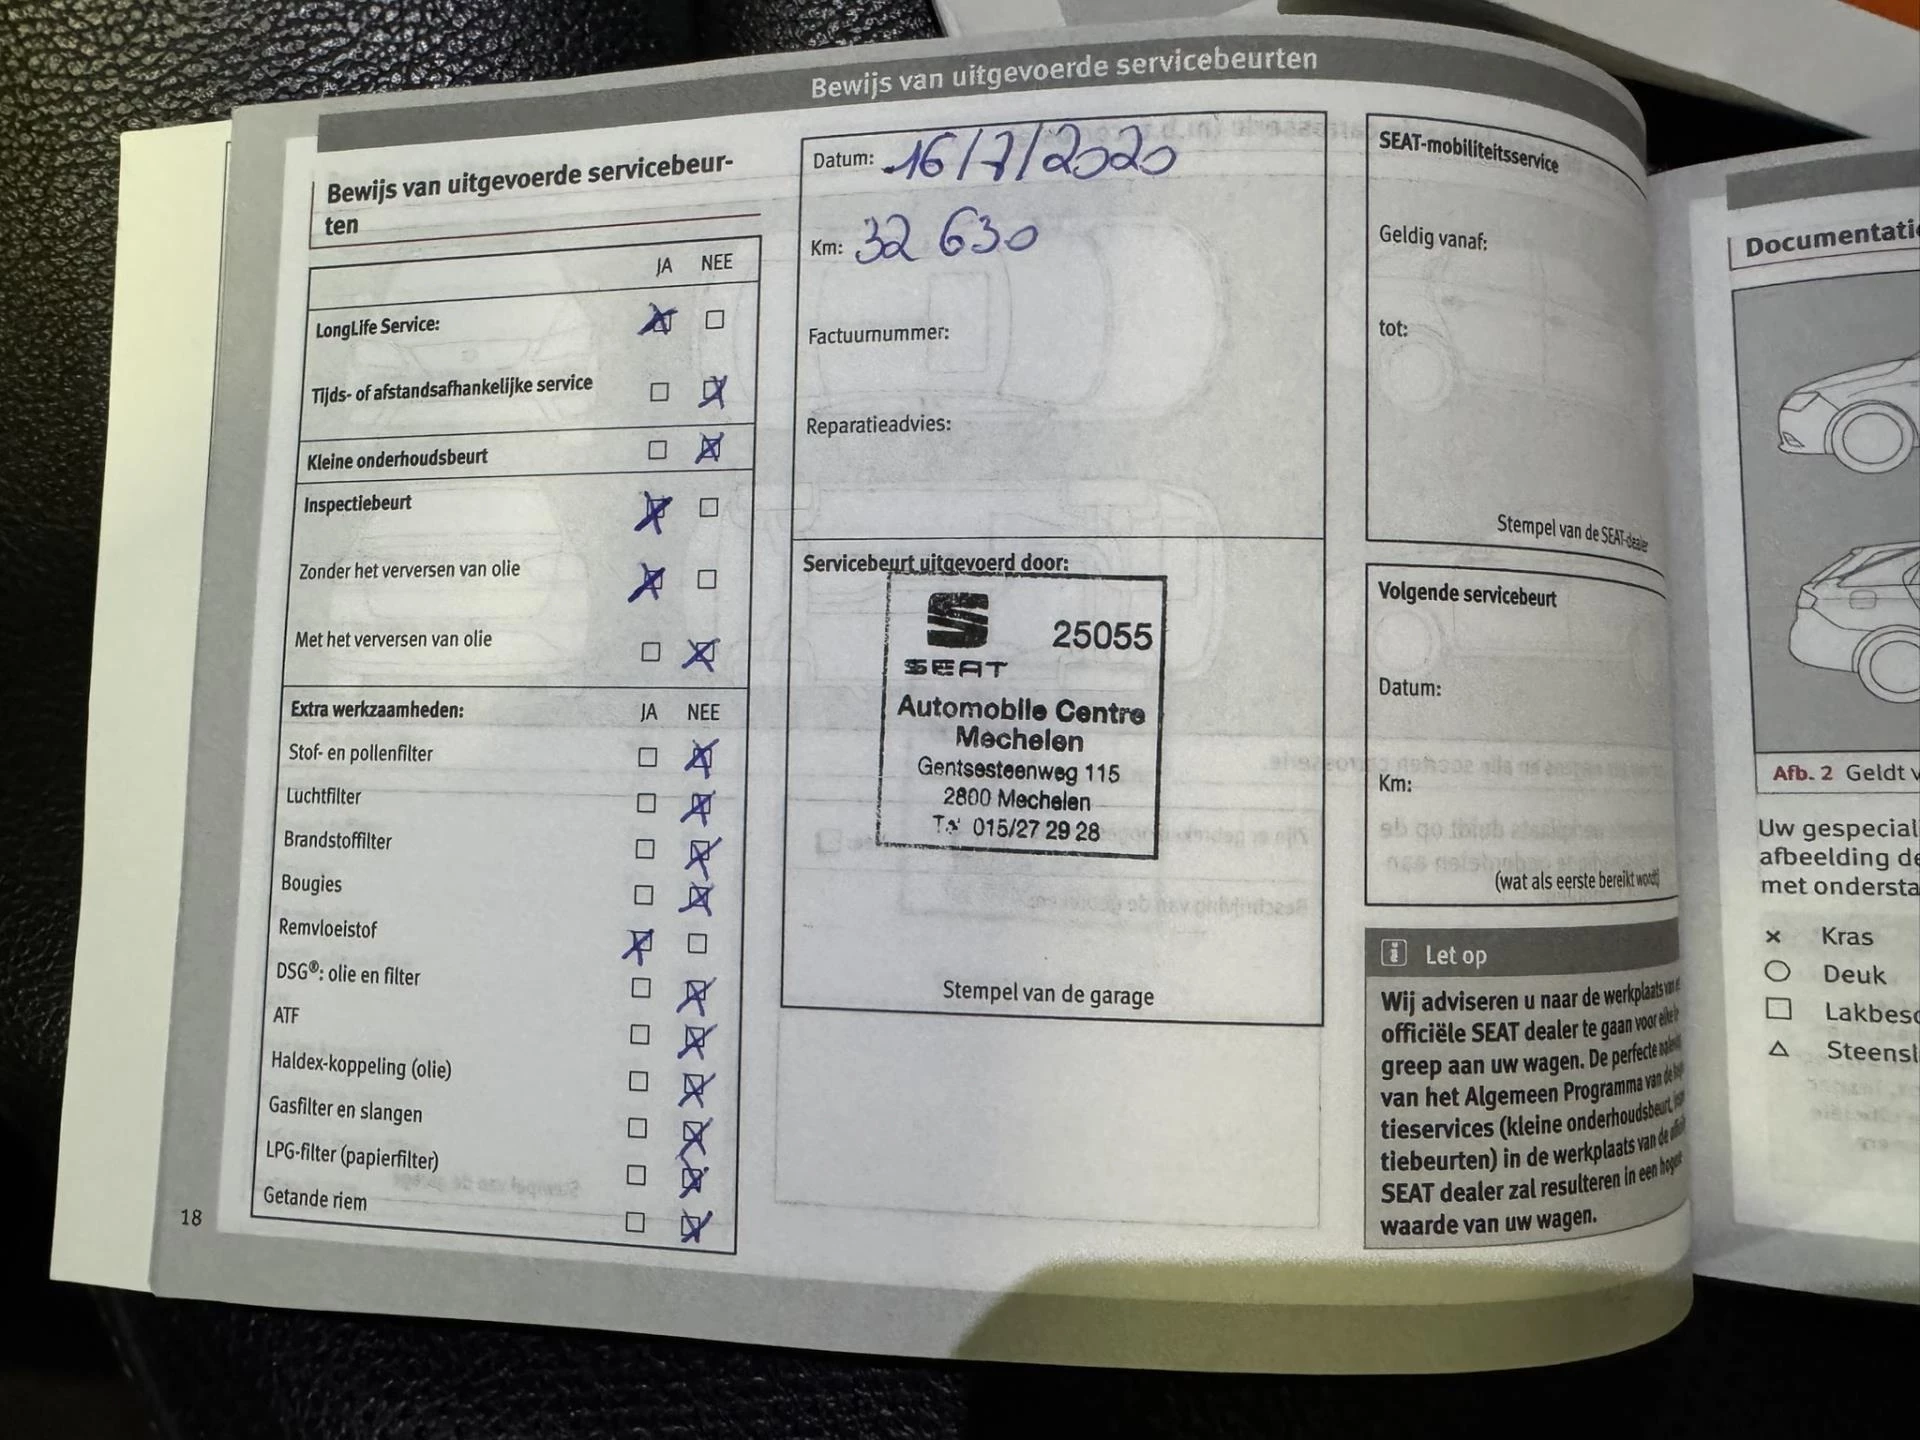 Bewijs van uitgevoerde servicebeurten
Bewijs van uitgevoerde servicebeur-
ten
JA NEE
LongLife Service:
Tijds- of afstandsafhankelijke service
Kleine onderhoudsbeurt
Inspectiebeurt
Zonder het verversen van olie
Met het verversen van olie
Extra werkzaamheden: JA NEE
Stof- en pollenfilter
Luchtfilter
Brandstoffilter
Bougies
Remvloeistof
DSG®: olie en filter
ATF
Haldex-koppeling (olie)
Gasfilter en slangen
LPG-filter (papierfilter)
Getande riem
18
Datum: 16/7/2020
Km: 32 630
Factuurnummer:
Reparatieadvies:
Servicebeurt uitgevoerd door:
25055
SEAT
Automobile Centre
Mechelen
Gentsesteenweg 115
2800 Mechelen
015/27 29 28
Stempel van de garage
SEAT-mobiliteitsservice
Geldig vanaf:
tot:
Stempel van de SEAT-dealer
Volgende servicebeurt
Datum:
Km:
(wat als eerste bereikt wordt)
Let op
Wij adviseren u naar de werkplaats van
officiële SEAT dealer te gaan voor
greep aan uw wagen. De perfecte
van het Algemeen Programma van de
tieservices (kleine onderhoudsbeurt,
tiebeurten) in de werkplaats van de
SEAT dealer zal resulteren in een
waarde van uw wagen.
Documentati
Afb. 2 Geldt v
Uw gespecial
afbeelding de
met ondersta
Kras
Deuk
Lakbesc
Steensl